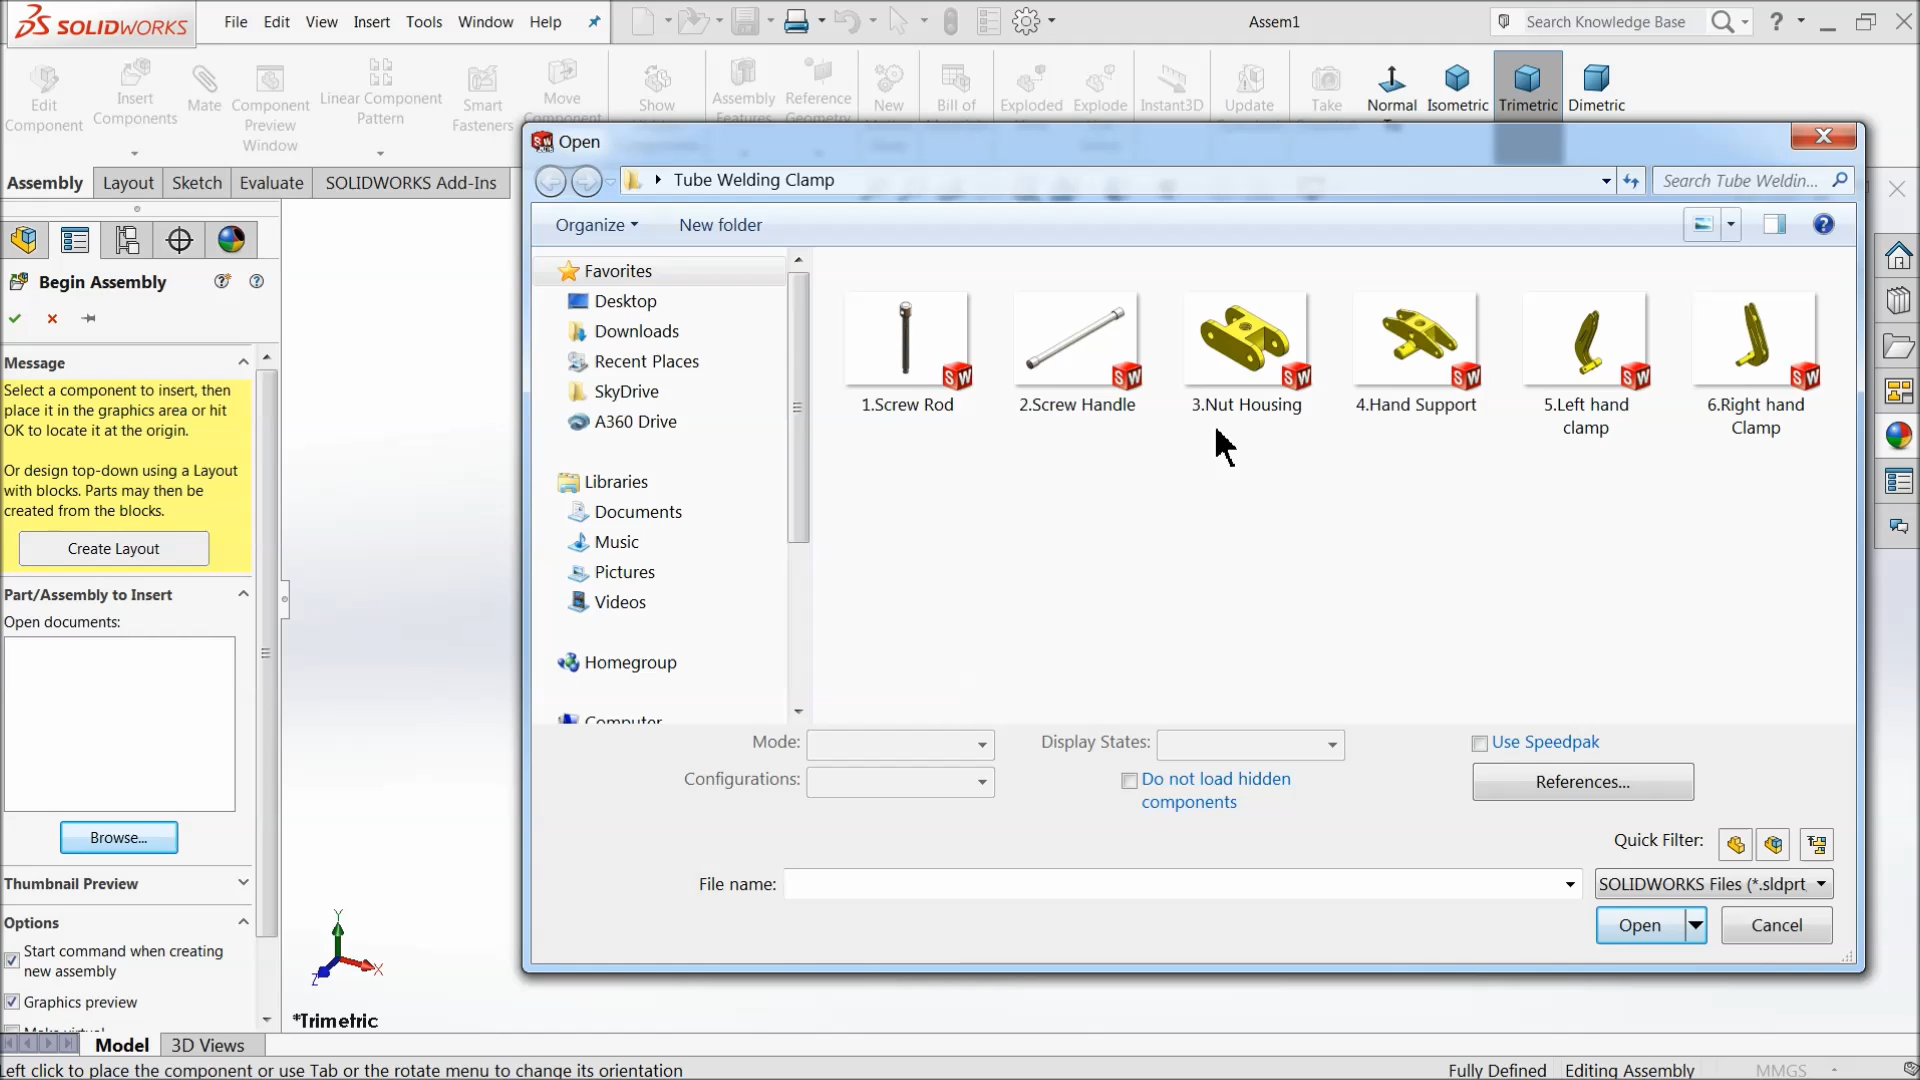 SOLIDWORKS File Edit View Insert Tools Window Help Assem1 Search Knowledge Base ?
Edit Component
Insert Components
Mate
Component Preview Window
Linear Component Pattern
Smart Fasteners
Move Component
Show
Assembly Features
Reference Geometry
New
Bill of
Exploded
Explode
Instant3D
Update
Take
Normal
Isometric
Trimetric
Dimetric
Assembly Layout Sketch Evaluate SOLIDWORKS Add-Ins
Begin Assembly
Message
Select a component to insert, then
place it in the graphics area or hit
OK to locate it at the origin.
Or design top-down using a Layout
with blocks. Parts may then be
created from the blocks.
Create Layout
Part/Assembly to Insert
Open documents:
Browse...
Thumbnail Preview
Options
Start command when creating
new assembly
Graphics preview
Make virtual
Open
Tube Welding Clamp
Search Tube Weldin...
Organize New folder
Favorites
Desktop
Downloads
Recent Places
SkyDrive
A360 Drive
Libraries
Documents
Music
Pictures
Videos
Homegroup
Computer
1.Screw Rod
2.Screw Handle
3.Nut Housing
4.Hand Support
5.Left hand
clamp
6.Right hand
Clamp
Mode:
Display States:
Use Speedpak
Configurations:
Do not load hidden
components
References...
Quick Filter:
File name:
SOLIDWORKS Files (*.sldprt
Open
Cancel
Y
X
Z
*Trimetric
Model 3D Views
Left click to place the component or use Tab or the rotate menu to change its orientation
Fully Defined Editing Assembly MMGS